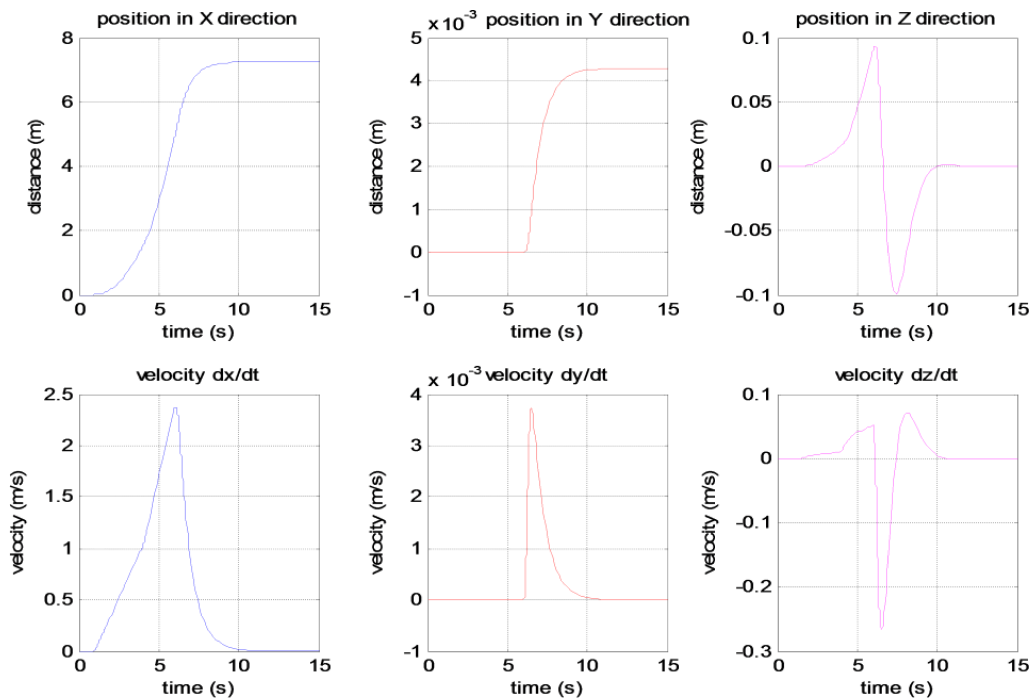 position in X direction
8
6
4
2
0
0 5 10 15
distance (m)
time (s)
x 10^-3 position in Y direction
5
4
3
2
1
0
-1
0 5 10 15
distance (m)
time (s)
position in Z direction
0.1
0.05
0
-0.05
-0.1
0 5 10 15
distance (m)
time (s)
velocity dx/dt
2.5
2
1.5
1
0.5
0
0 5 10 15
velocity (m/s)
time (s)
x 10^-3 velocity dy/dt
4
3
2
1
0
-1
0 5 10 15
velocity (m/s)
time (s)
velocity dz/dt
0.1
0
-0.1
-0.2
-0.3
0 5 10 15
velocity (m/s)
time (s)